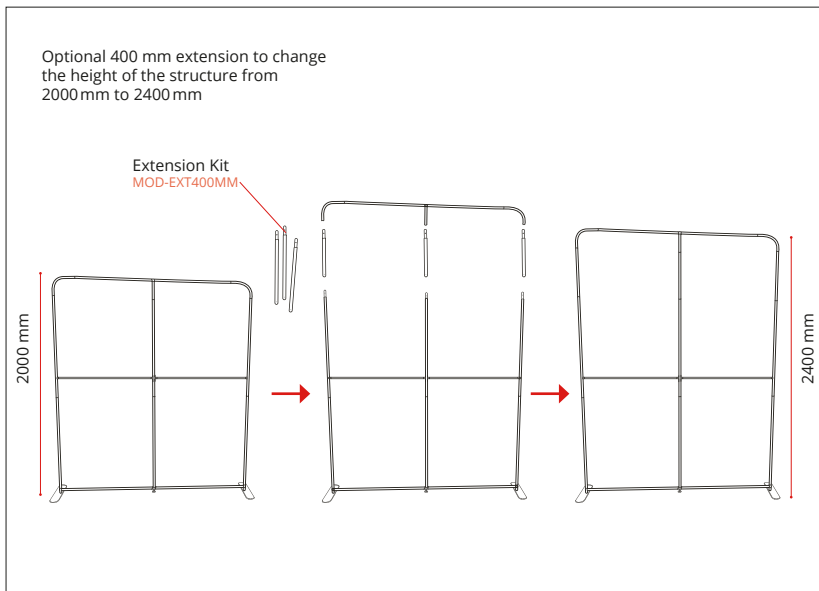 Optional 400 mm extension to change
the height of the structure from
2000 mm to 2400 mm
Extension Kit
MOD-EXT400MM
2000 mm
2400 mm